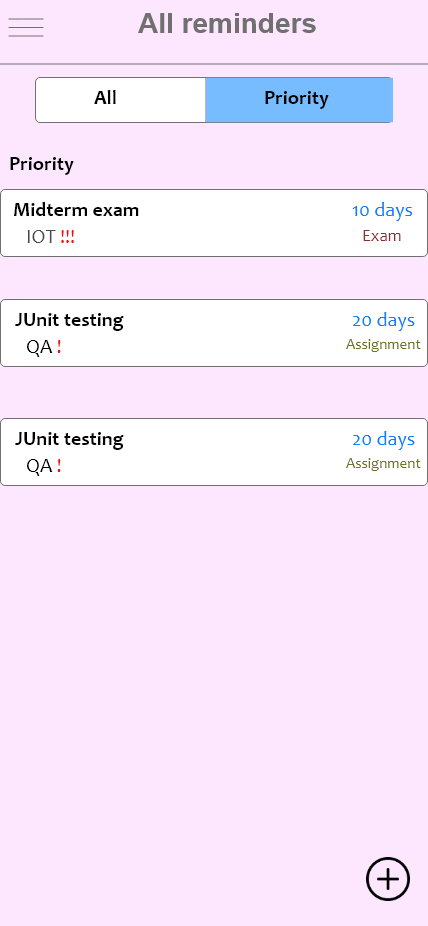 All reminders
All Priority
Priority
Midterm exam 10 days
IOT !!! Exam
JUnit testing 20 days
QA ! Assignment
JUnit testing 20 days
QA ! Assignment